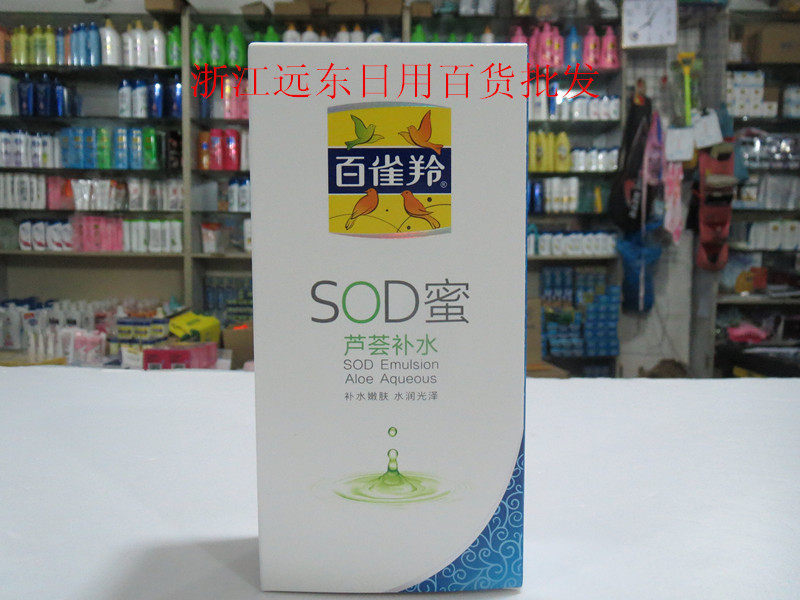 浙江远东日用百货批发
百雀羚®
SOD蜜
芦荟补水
SOD Emulsion
Aloe Aqueous
补水嫩肤 水润光泽